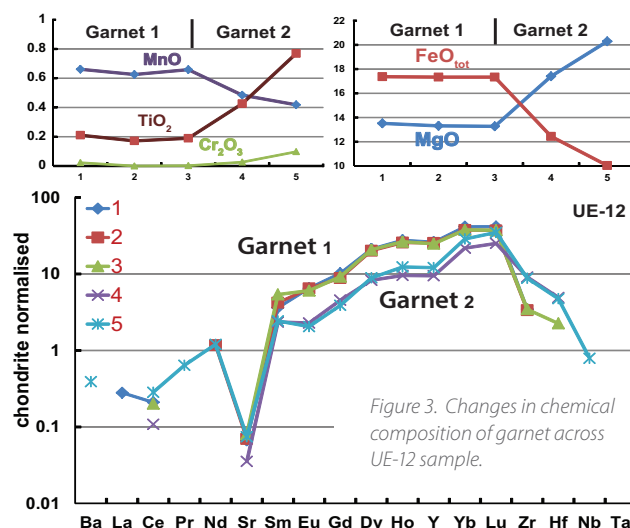 Garnet 1 Garnet 2
MnO
TiO2
Cr2O3
1
0.8
0.6
0.4
0.2
0
1 2 3 4 5
Garnet 1 Garnet 2
FeOtot
MgO
22
20
18
16
14
12
10
1 2 3 4 5
UE-12
1
2
3
4
5
Garnet 1
Garnet 2
chondrite normalised
100
10
1
0.1
0.01
Figure 3. Changes in chemical
composition of garnet across
UE-12 sample.
Ba La Ce Pr Nd Sr Sm Eu Gd Dy Ho Y Yb Lu Zr Hf Nb Ta